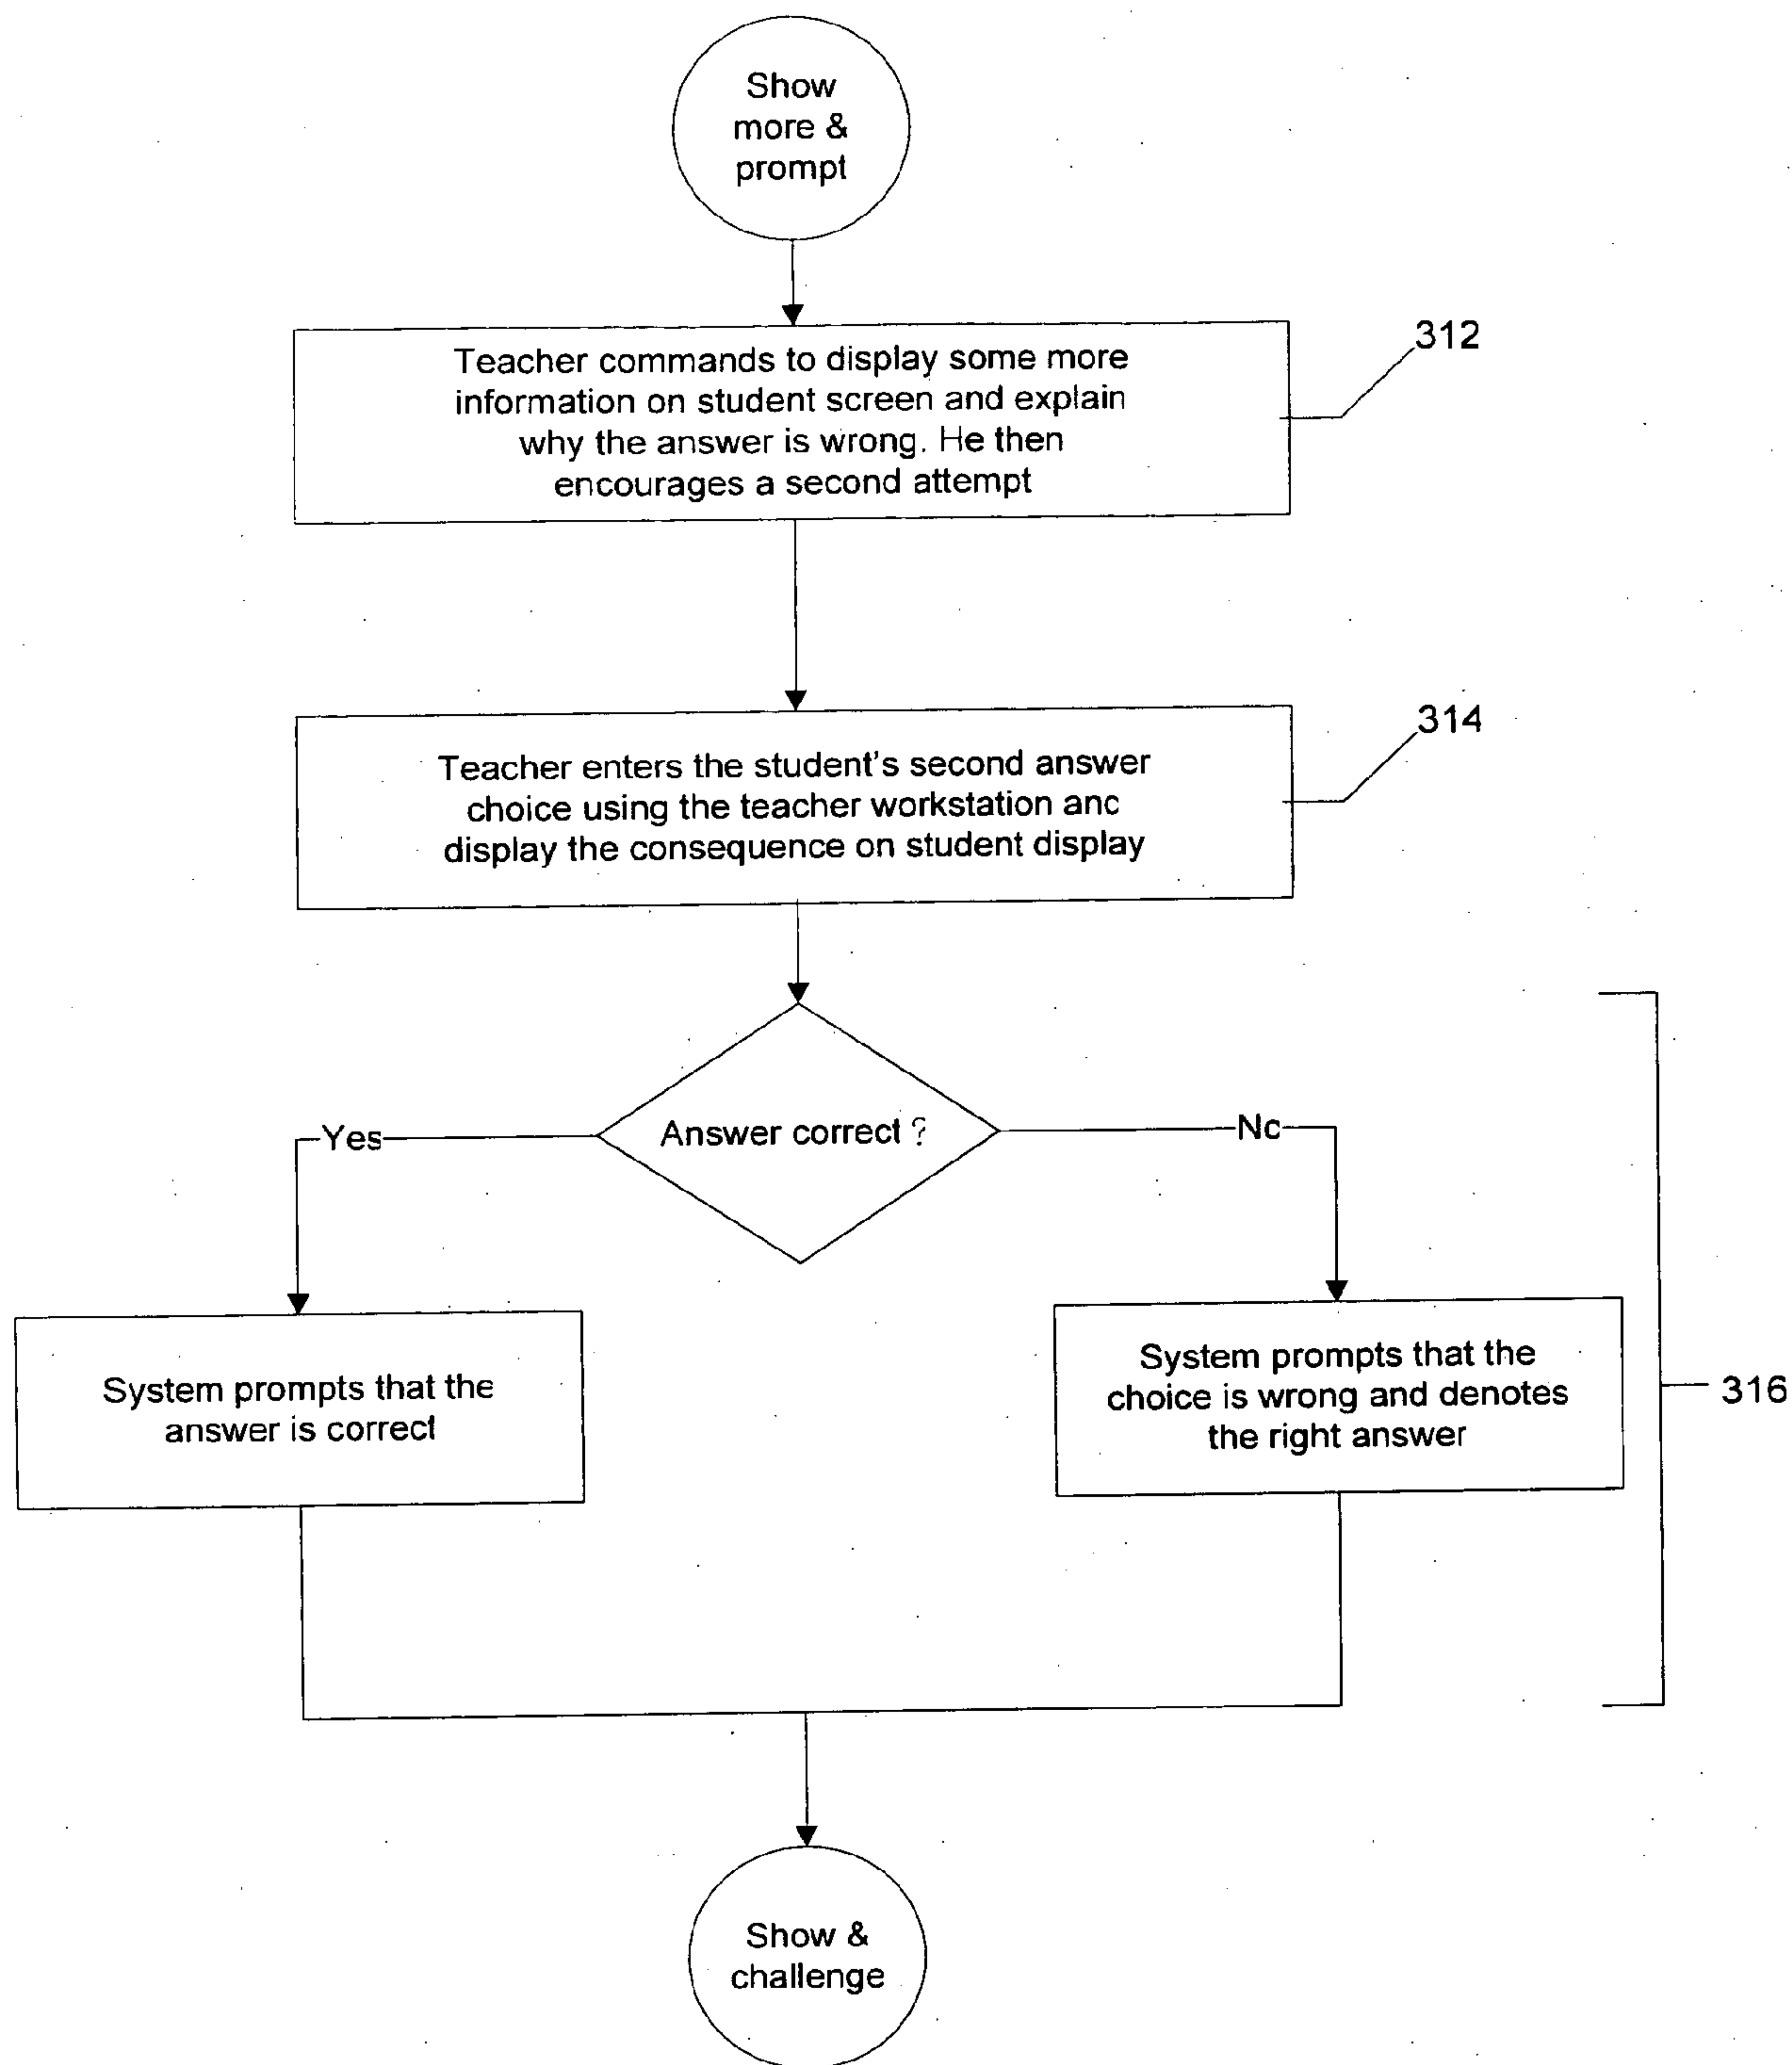 Show
more &
prompt
312
Teacher commands to display some more
information on student screen and explain
why the answer is wrong. He then
encourages a second attempt
314
Teacher enters the student's second answer
choice using the teacher workstation and
display the consequence on student display
Answer correct ?
Yes
No
System prompts that the
answer is correct
System prompts that the
choice is wrong and denotes
the right answer
316
Show &
challenge